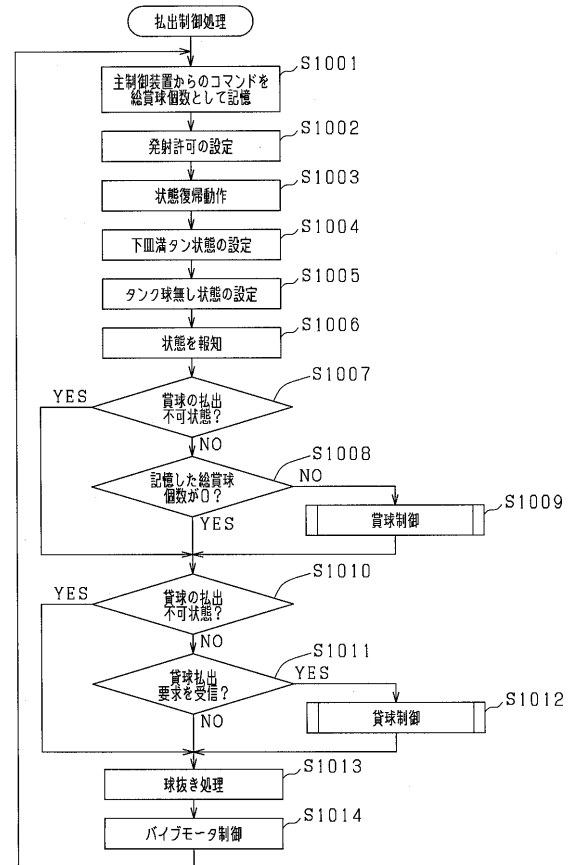 払出制御処理
S1001
主制御装置からのコマンドを
総賞球個数として記憶
S1002
発射許可の設定
S1003
状態復帰動作
S1004
下皿満タン状態の設定
S1005
タンク球無し状態の設定
S1006
状態を報知
S1007
YES
賞球の払出
不可状態?
NO
S1008
記憶した総賞球
個数が0?
NO
S1009
賞球制御
YES
S1010
YES
貸球の払出
不可状態?
NO
S1011
貸球払出
要求を受信?
YES
S1012
貸球制御
NO
S1013
球抜き処理
S1014
バイブモータ制御